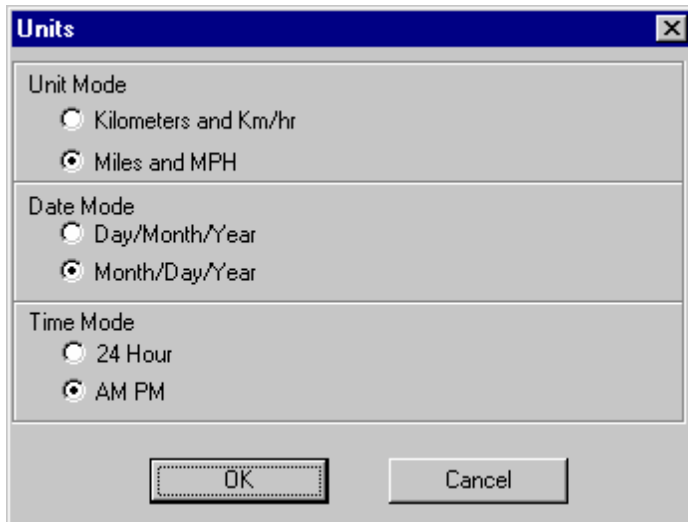 Units
Unit Mode
Kilometers and Km/hr
Miles and MPH
Date Mode
Day/Month/Year
Month/Day/Year
Time Mode
24 Hour
AM PM
OK
Cancel